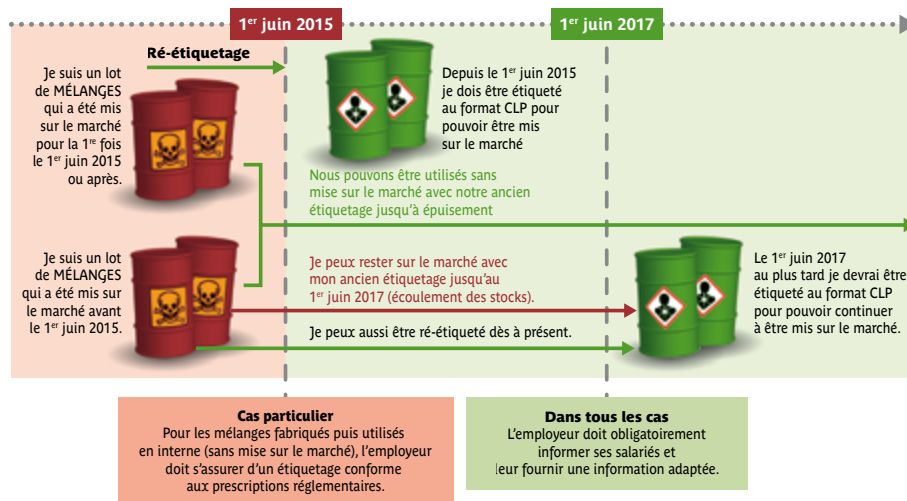 1er juin 2015
1er juin 2017
Ré-étiquetage
Je suis un lot
de MÉLANGES
qui a été mis
sur le marché
pour la 1re fois
le 1er juin 2015
ou après.
Depuis le 1er juin 2015
je dois être étiqueté
au format CLP pour
pouvoir être mis
sur le marché
Nous pouvons être utilisés sans
mise sur le marché avec notre ancien
étiquetage jusqu'à épuisement
Je suis un lot
de MÉLANGES
qui a été mis sur
le marché avant
le 1er juin 2015.
Je peux rester sur le marché avec
mon ancien étiquetage jusqu'au
1er juin 2017 (écoulement des stocks).
Je peux aussi être ré-étiqueté dès à présent.
Le 1er juin 2017
au plus tard je devrai être
étiqueté au format CLP
pour pouvoir continuer
à être mis sur le marché.
Cas particulier
Pour les mélanges fabriqués puis utilisés
en interne (sans mise sur le marché), l'employeur
doit s'assurer d'un étiquetage conforme
aux prescriptions réglementaires.
Dans tous les cas
L'employeur doit obligatoirement
informer ses salariés et
leur fournir une information adaptée.